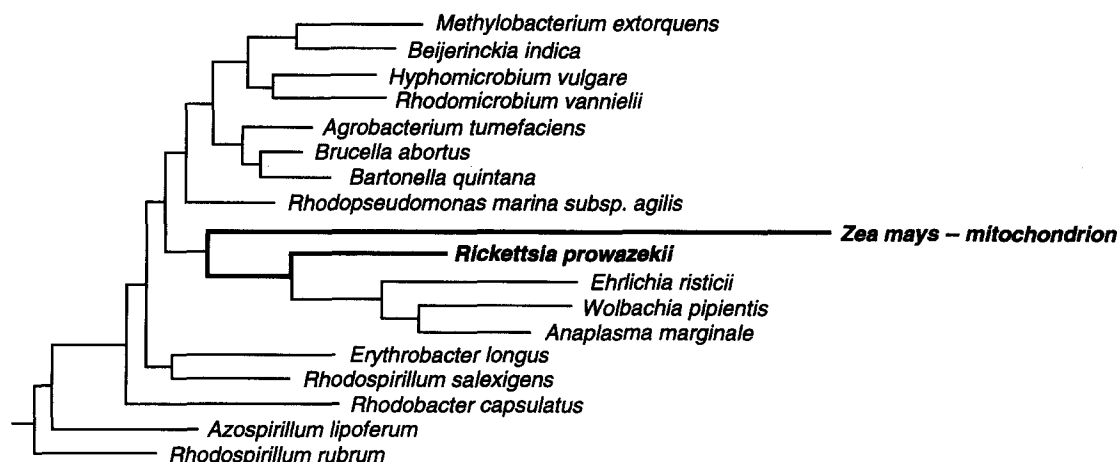 Methylobacterium extorquens
Beijerinckia indica
Hyphomicrobium vulgare
Rhodomicrobium vannielii
Agrobacterium tumefaciens
Brucella abortus
Bartonella quintana
Rhodopseudomonas marina subsp. agilis
Zea mays – mitochondrion
Rickettsia prowazekii
Ehrlichia risticii
Wolbachia pipientis
Anaplasma marginale
Erythrobacter longus
Rhodospirillum salexigens
Rhodobacter capsulatus
Azospirillum lipoferum
Rhodospirillum rubrum